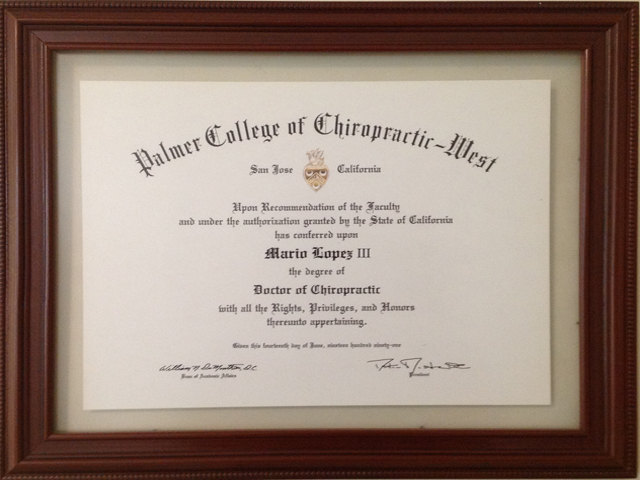 Palmer College of Chiropractic-West
San Jose California
Upon Recommendation of the Faculty
and under the authorization granted by the State of California
has conferred upon
Mario Lopez III
the degree of
Doctor of Chiropractic
with all the Rights, Privileges, and Honors
thereunto appertaining.
Given this fourteenth day of June, nineteen hundred ninety-one
Dean of Academic Affairs President